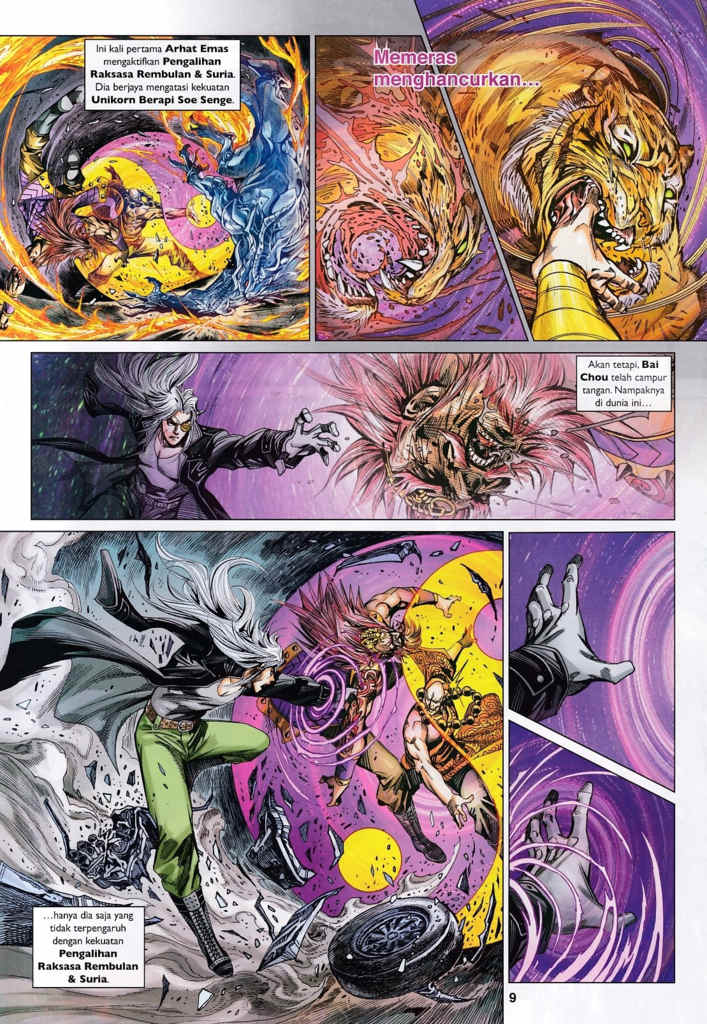 Ini kali pertama Arhat Emas
mengaktifkan Pengalihan
Raksasa Rembulan & Suria.
Dia berjaya mengatasi kekuatan
Unikorn Berapi Soe Senge.
Memeras
menghancurkan...
Akan tetapi, Bai
Chou telah campur
tangan. Nampaknya
di dunia ini...
...hanya dia saja yang
tidak terpengaruh
dengan kekuatan
Pengalihan
Raksasa Rembulan
& Suria.
9